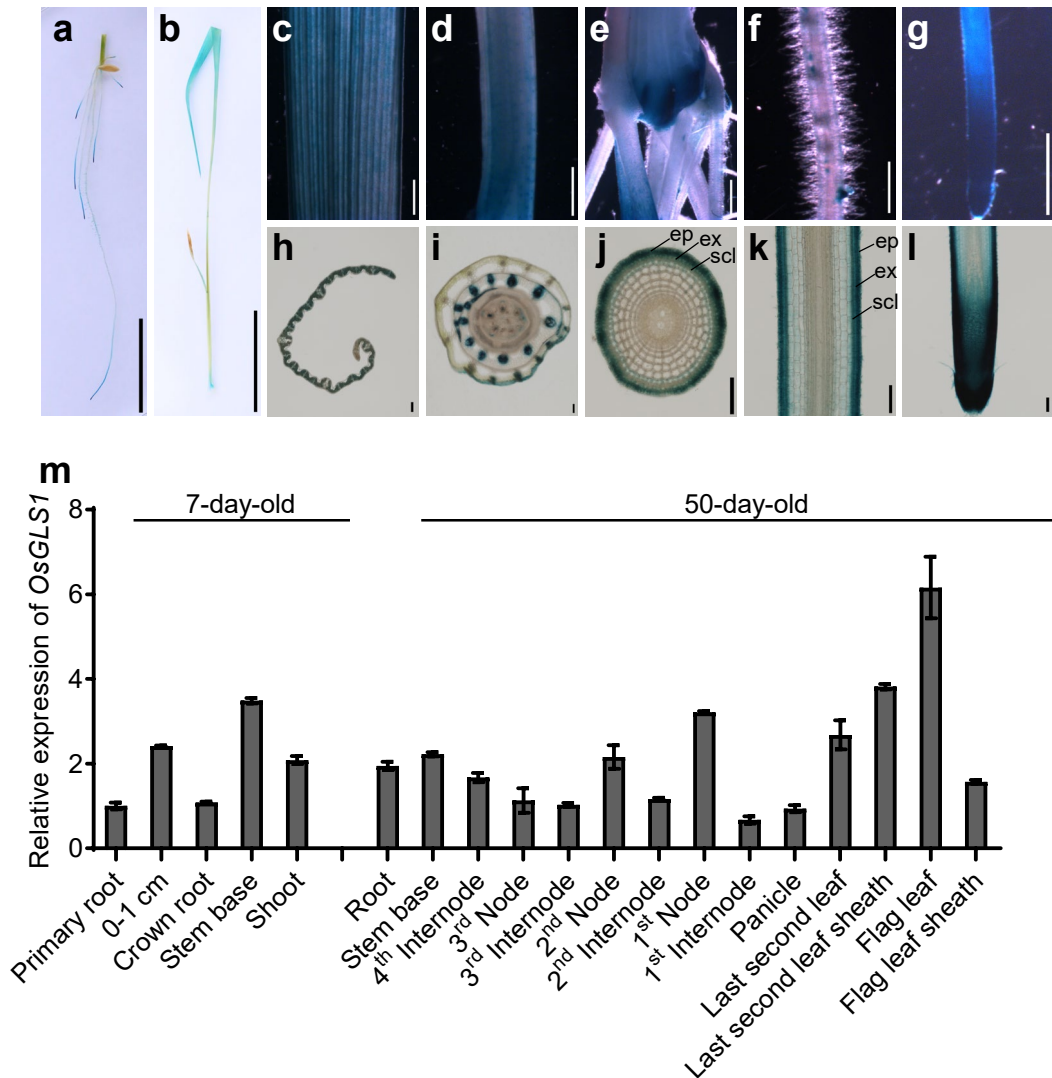 a b c d e f g
h i j k l
ep
ex
scl
ep
ex
scl
m
7-day-old
50-day-old
Relative expression of OsGLS1
8
6
4
2
0
Primary root
0-1 cm
Crown root
Stem base
Shoot
Root
Stem base
4th Internode
3rd Node
3rd Internode
2nd Node
2nd Internode
1st Node
1st Internode
Panicle
Last second leaf
Last second leaf sheath
Flag leaf
Flag leaf sheath